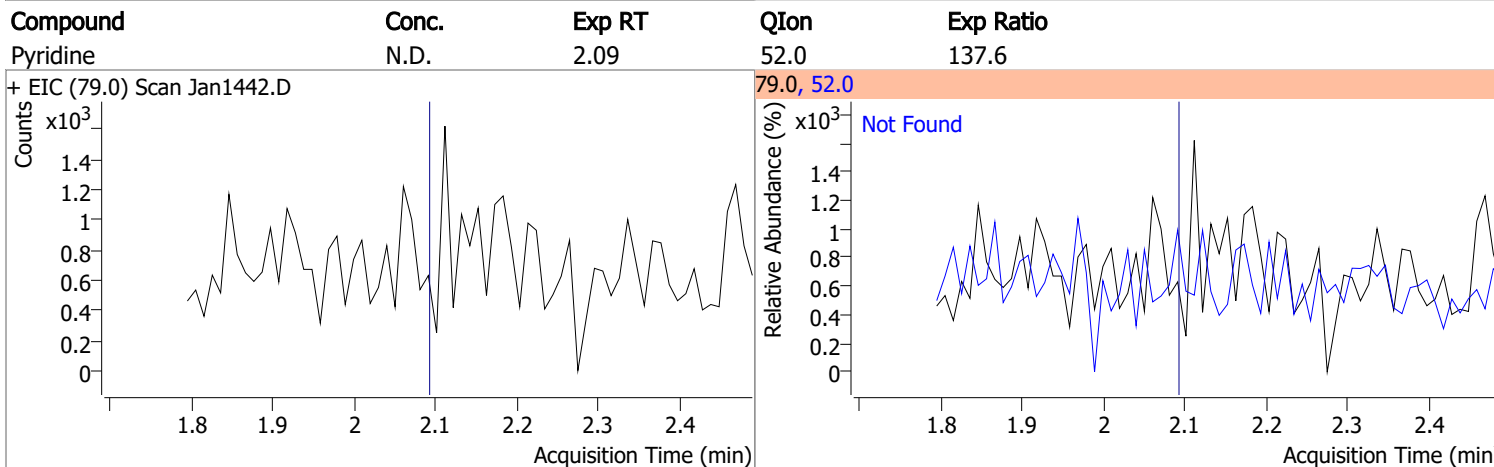 Compound Conc. Exp RT QIon Exp Ratio
Pyridine N.D. 2.09 52.0 137.6
+ EIC (79.0) Scan Jan1442.D
Counts
x10³
1.4
1.2
1
0.8
0.6
0.4
0.2
0
1.8 1.9 2 2.1 2.2 2.3 2.4
Acquisition Time (min)
79.0, 52.0
Relative Abundance (%)
x10³
Not Found
1.4
1.2
1
0.8
0.6
0.4
0.2
0
1.8 1.9 2 2.1 2.2 2.3 2.4
Acquisition Time (min